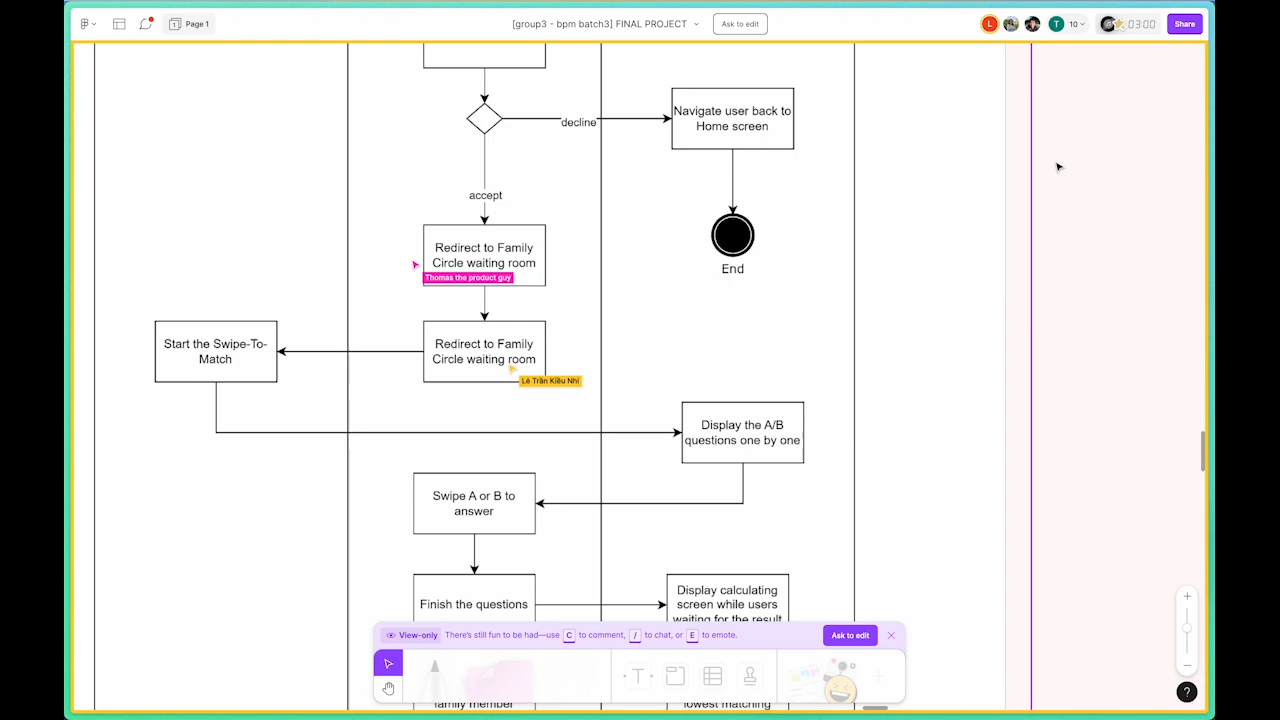 Page 1
[group3 - bpm batch3] FINAL PROJECT
Ask to edit
L
T
10
03:00
Share
decline
Navigate user back to
Home screen
accept
Redirect to Family
Circle waiting room
Thomas the product guy
End
Start the Swipe-To-
Match
Redirect to Family
Circle waiting room
Lê Trần Kiều Nhi
Display the A/B
questions one by one
Swipe A or B to
answer
Finish the questions
Display calculating
screen while users
waiting for the result
View-only
There's still fun to be had—use C to comment, / to chat, or E to emote.
Ask to edit
T
family member
lowest matching
?